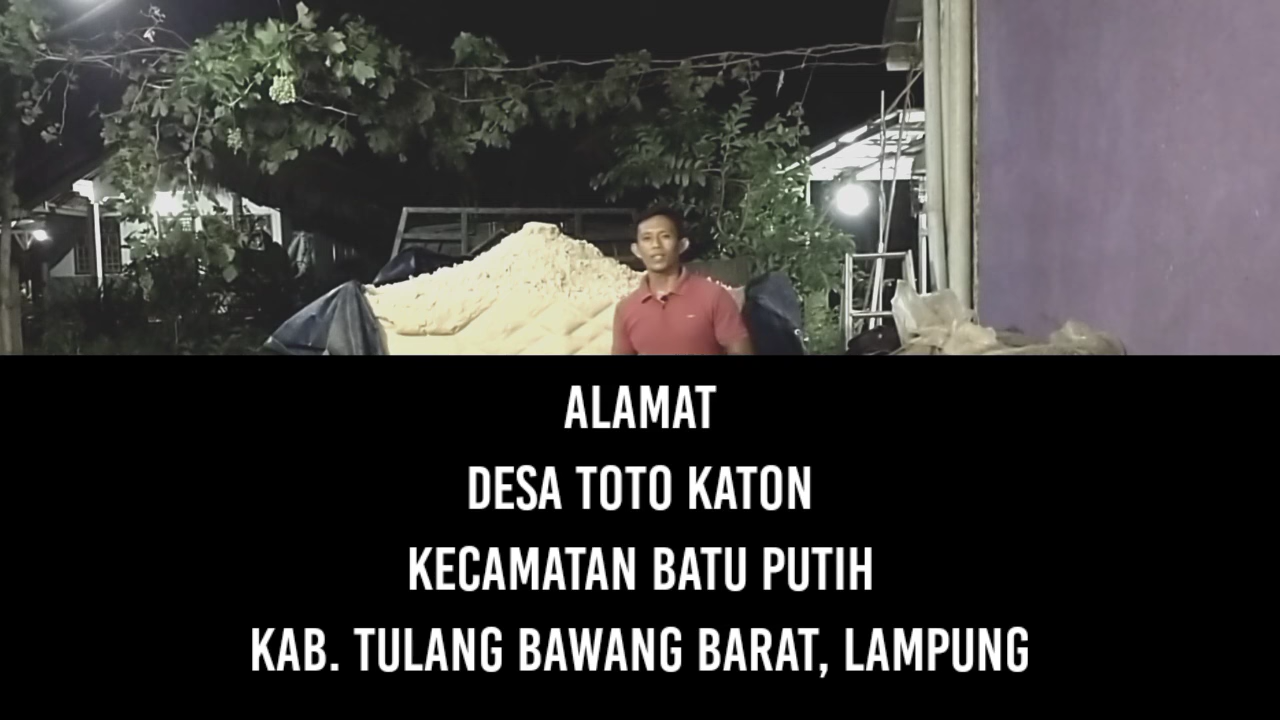 ALAMAT
DESA TOTO KATON
KECAMATAN BATU PUTIH
KAB. TULANG BAWANG BARAT, LAMPUNG